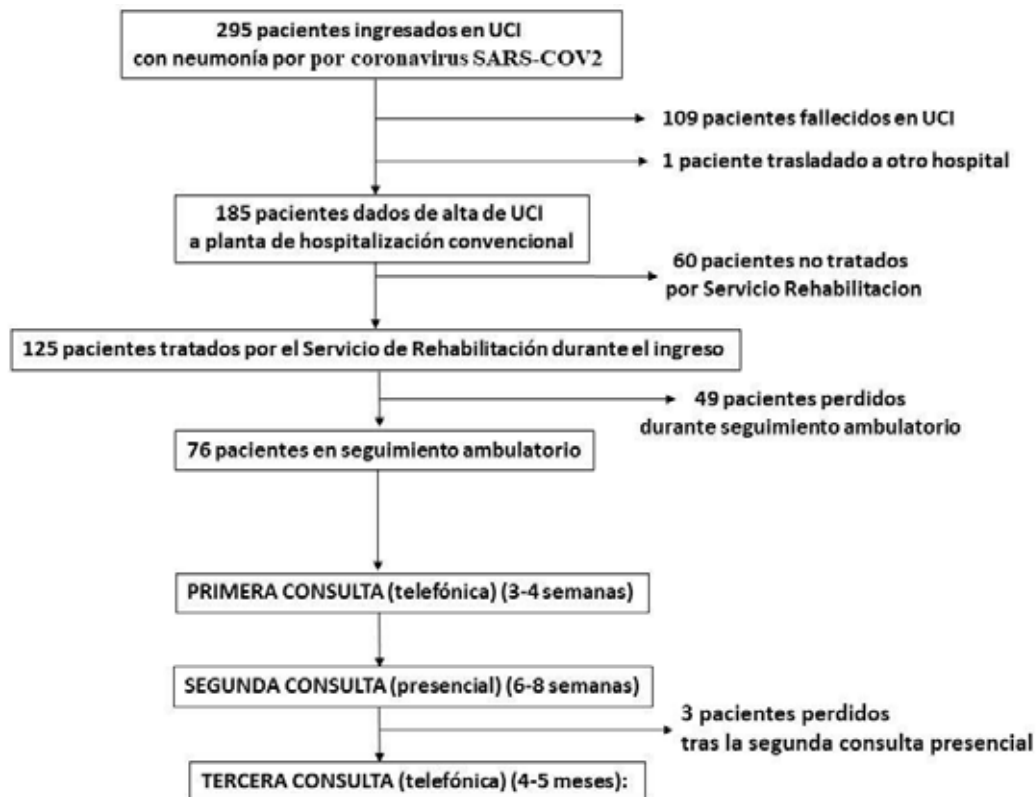 295 pacientes ingresados en UCI
con neumonía por por coronavirus SARS-COV2
109 pacientes fallecidos en UCI
1 paciente trasladado a otro hospital
185 pacientes dados de alta de UCI
a planta de hospitalización convencional
60 pacientes no tratados
por Servicio Rehabilitacion
125 pacientes tratados por el Servicio de Rehabilitación durante el ingreso
49 pacientes perdidos
durante seguimiento ambulatorio
76 pacientes en seguimiento ambulatorio
PRIMERA CONSULTA (telefónica) (3-4 semanas)
SEGUNDA CONSULTA (presencial) (6-8 semanas)
3 pacientes perdidos
tras la segunda consulta presencial
TERCERA CONSULTA (telefónica) (4-5 meses):